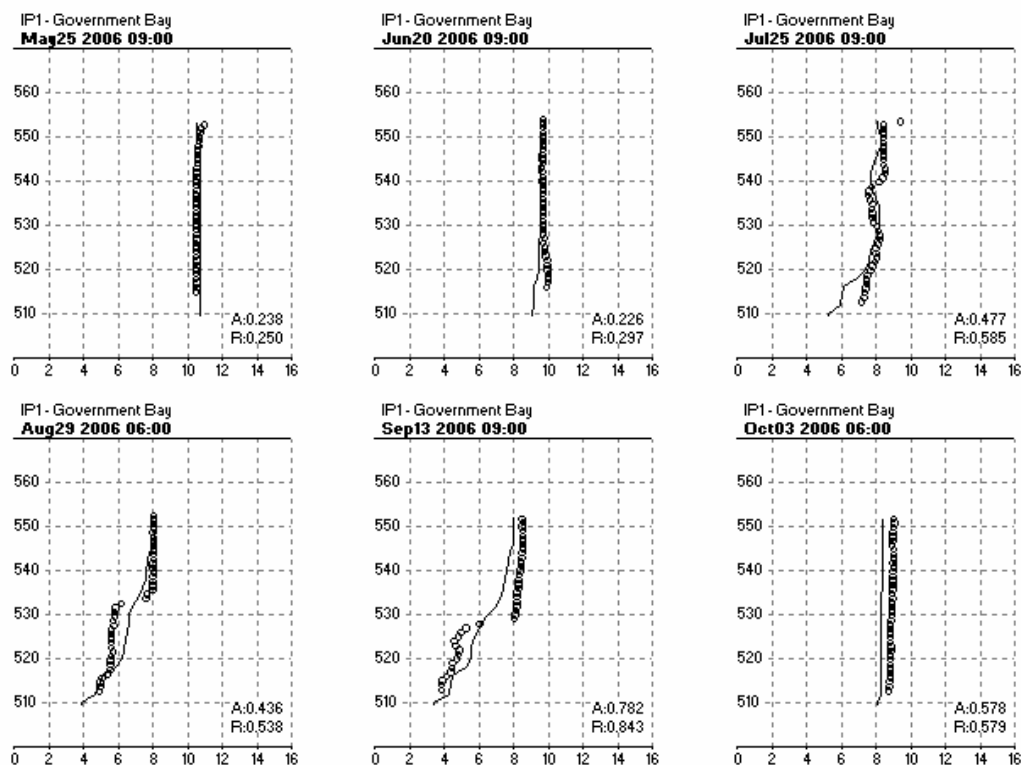 IP1- Government Bay
May25 2006 09:00
560
550
540
530
520
510
A:0.238
R:0.250
0 2 4 6 8 10 12 14 16
IP1- Government Bay
Jun20 2006 09:00
560
550
540
530
520
510
A:0.226
R:0.297
0 2 4 6 8 10 12 14 16
IP1- Government Bay
Jul25 2006 09:00
560
550
540
530
520
510
A:0.477
R:0.585
0 2 4 6 8 10 12 14 16
IP1- Government Bay
Aug29 2006 06:00
560
550
540
530
520
510
A:0.436
R:0.538
0 2 4 6 8 10 12 14 16
IP1- Government Bay
Sep13 2006 09:00
560
550
540
530
520
510
A:0.782
R:0.843
0 2 4 6 8 10 12 14 16
IP1- Government Bay
Oct03 2006 06:00
560
550
540
530
520
510
A:0.578
R:0.579
0 2 4 6 8 10 12 14 16